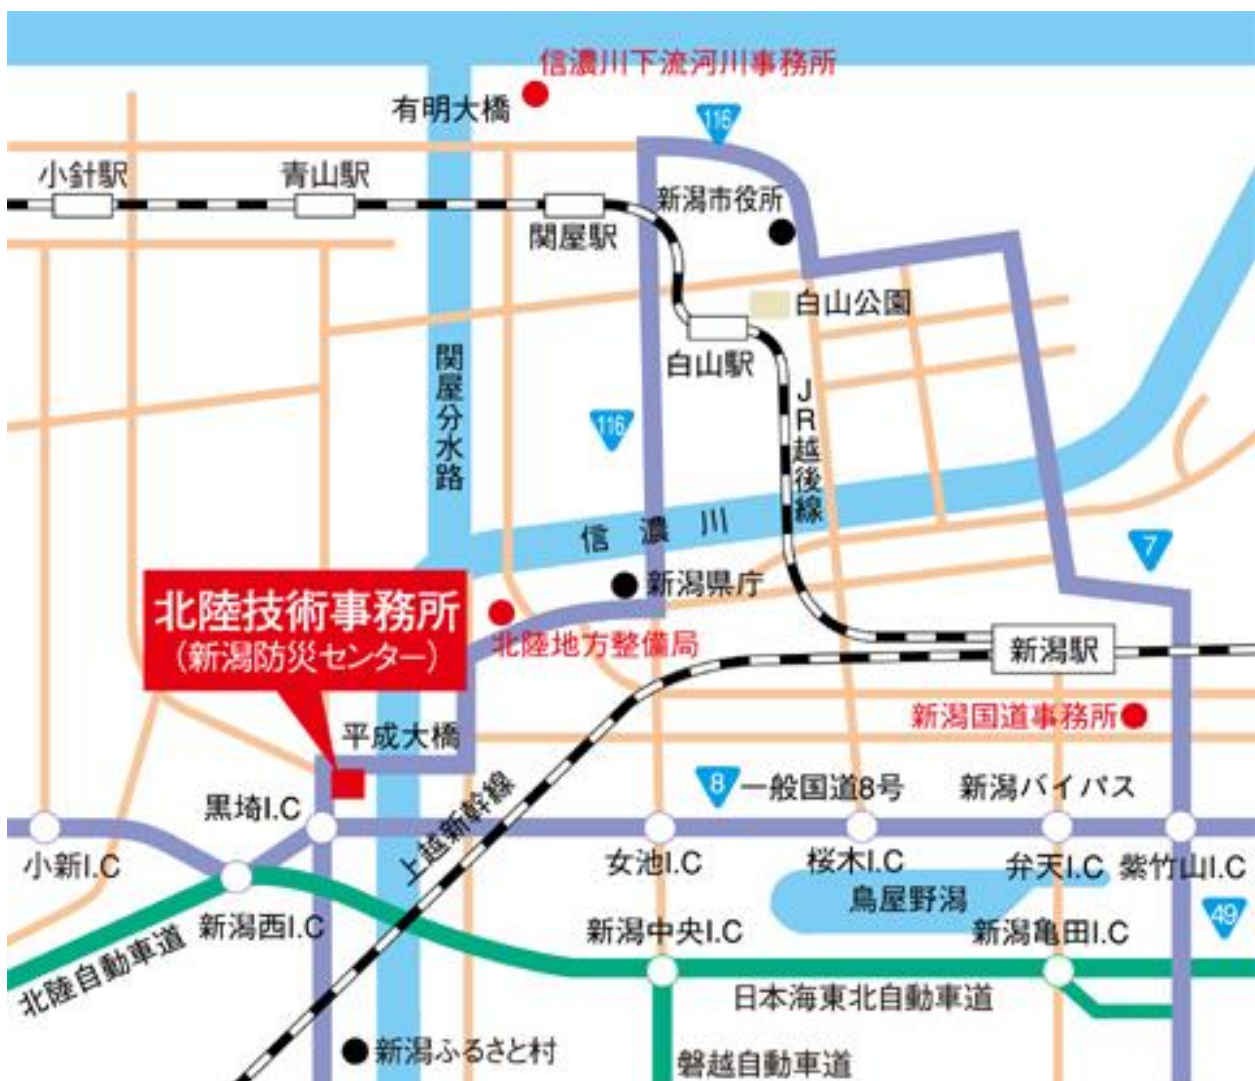 信濃川下流河川事務所
有明大橋
116
小針駅
青山駅
新潟市役所
関屋駅
白山公園
白山駅
関屋分水路
JR越後線
116
信濃川
7
新潟県庁
北陸技術事務所
(新潟防災センター)
北陸地方整備局
新潟駅
新潟国道事務所
平成大橋
8
一般国道8号
新潟バイパス
黒埼I.C
上越新幹線
小新I.C
女池I.C
桜木I.C
弁天I.C
紫竹山I.C
鳥屋野潟
49
新潟西I.C
新潟中央I.C
新潟亀田I.C
北陸自動車道
日本海東北自動車道
新潟ふるさと村
磐越自動車道